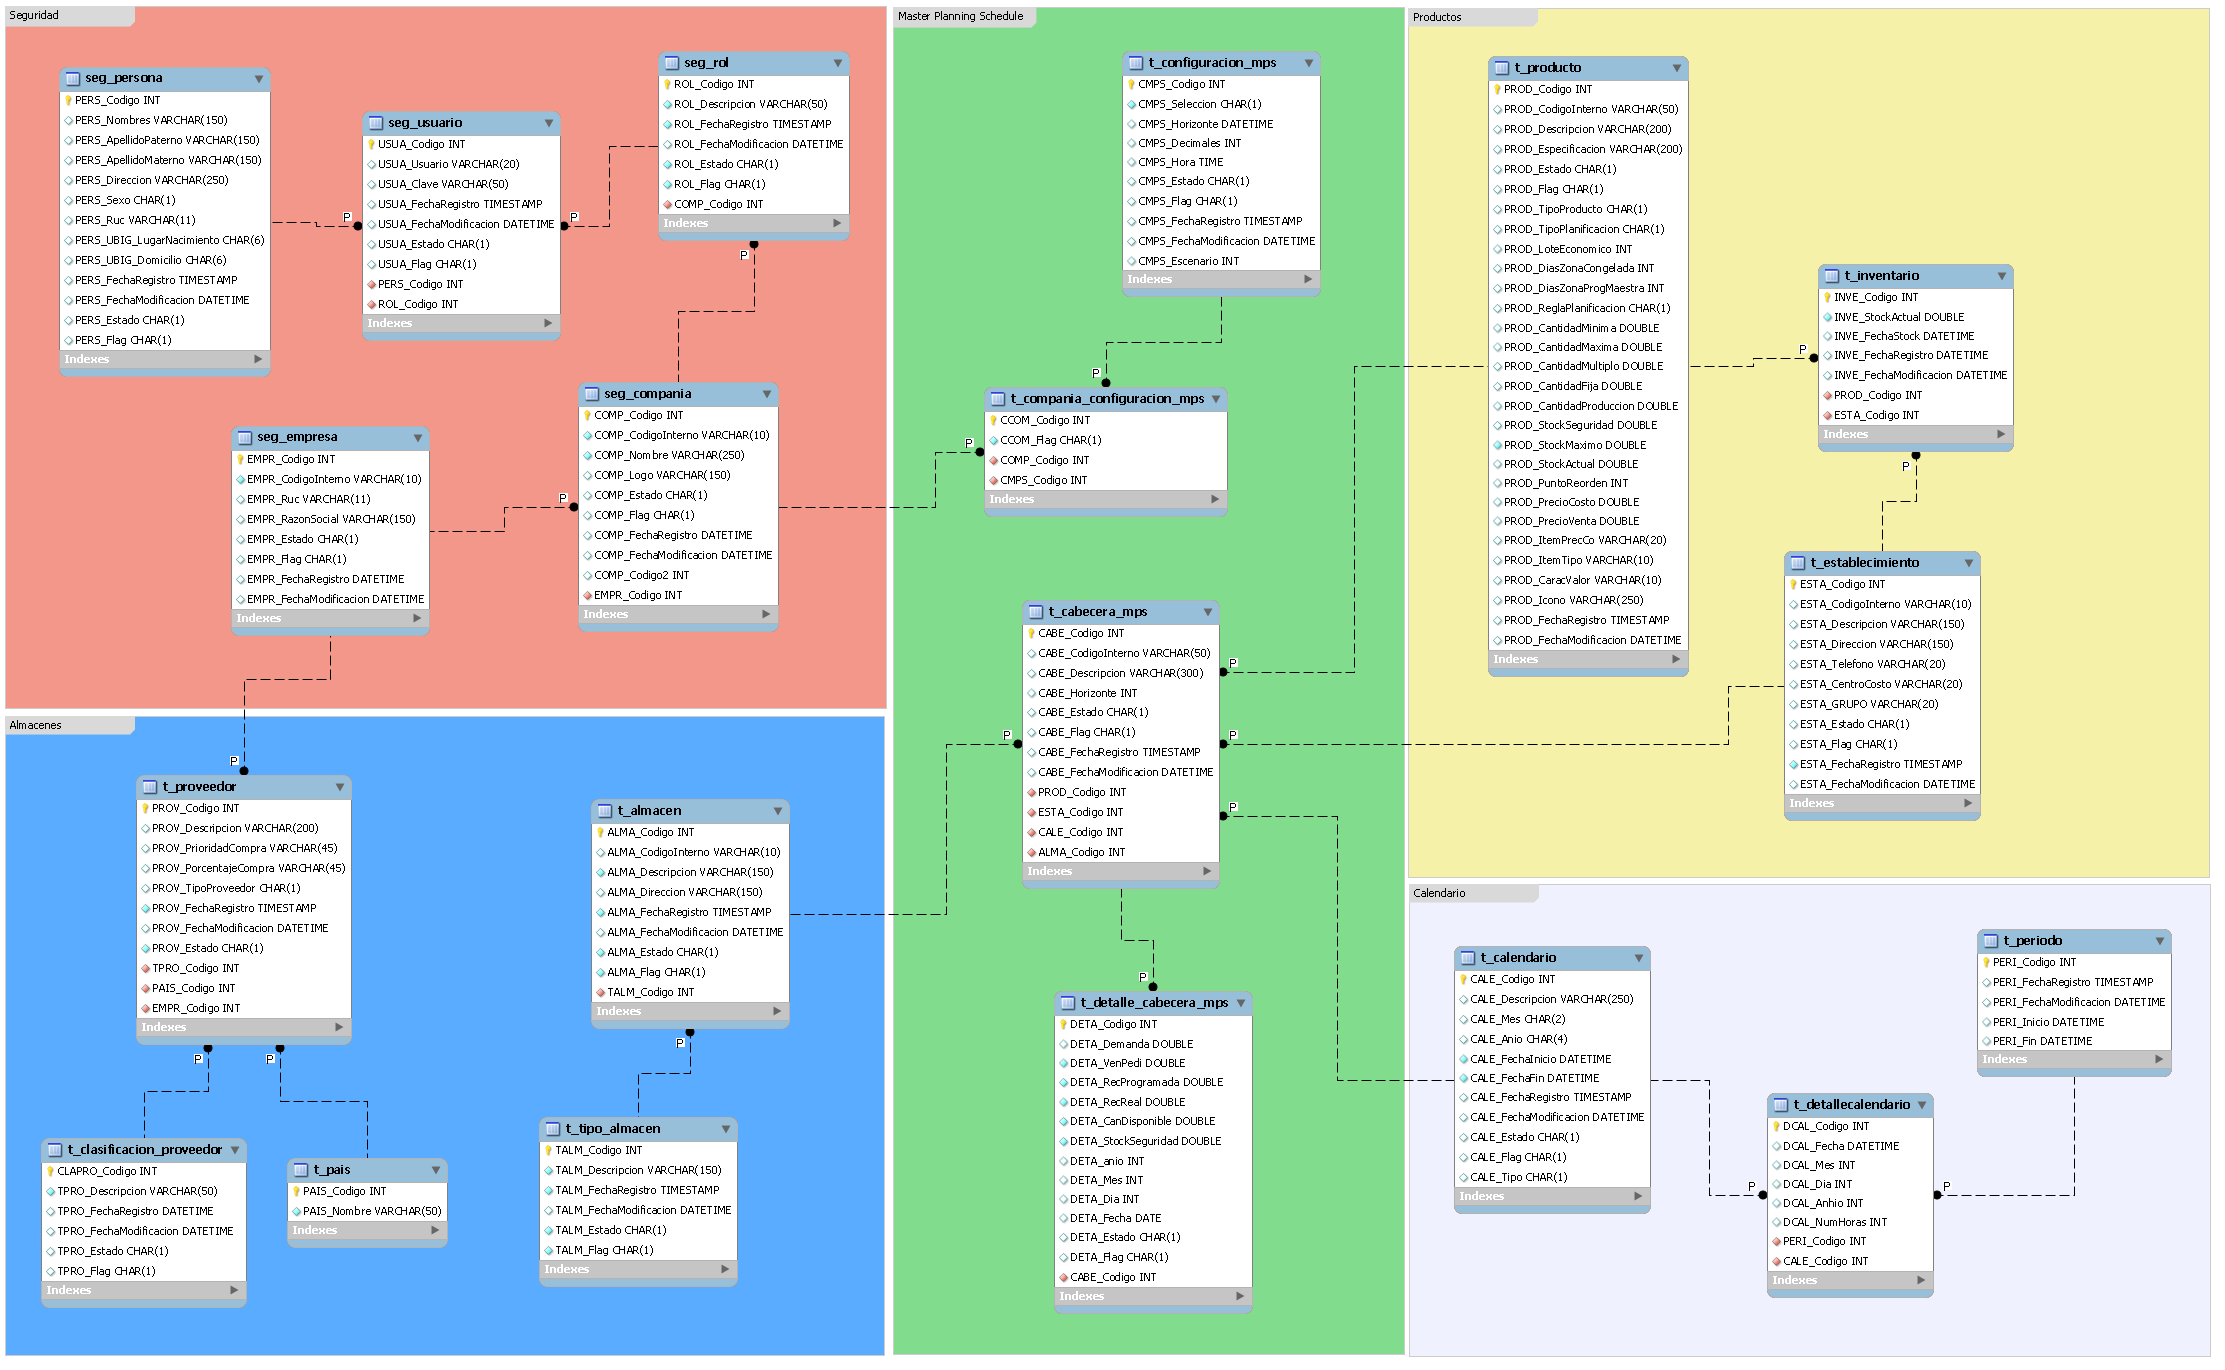 Seguridad
seg_persona
PERS_Codigo INT
PERS_Nombres VARCHAR(150)
PERS_ApellidoPaterno VARCHAR(150)
PERS_ApellidoMaterno VARCHAR(150)
PERS_Direccion VARCHAR(250)
PERS_Sexo CHAR(1)
PERS_Ruc VARCHAR(11)
PERS_UBIG_LugarNacimiento CHAR(6)
PERS_UBIG_Domicilio CHAR(6)
PERS_FechaRegistro TIMESTAMP
PERS_FechaModificacion DATETIME
PERS_Estado CHAR(1)
PERS_Flag CHAR(1)
Indexes
P
seg_usuario
USUA_Codigo INT
USUA_Usuario VARCHAR(20)
USUA_Clave VARCHAR(50)
USUA_FechaRegistro TIMESTAMP
USUA_FechaModificacion DATETIME
USUA_Estado CHAR(1)
USUA_Flag CHAR(1)
PERS_Codigo INT
ROL_Codigo INT
Indexes
P
seg_rol
ROL_Codigo INT
ROL_Descripcion VARCHAR(50)
ROL_FechaRegistro TIMESTAMP
ROL_FechaModificacion DATETIME
ROL_Estado CHAR(1)
ROL_Flag CHAR(1)
COMP_Codigo INT
Indexes
P
seg_empresa
EMPR_Codigo INT
EMPR_CodigoInterno VARCHAR(10)
EMPR_Ruc VARCHAR(11)
EMPR_RazonSocial VARCHAR(150)
EMPR_Estado CHAR(1)
EMPR_Flag CHAR(1)
EMPR_FechaRegistro DATETIME
EMPR_FechaModificacion DATETIME
Indexes
P
seg_compania
COMP_Codigo INT
COMP_CodigoInterno VARCHAR(10)
COMP_Nombre VARCHAR(250)
COMP_Logo VARCHAR(150)
COMP_Estado CHAR(1)
COMP_Flag CHAR(1)
COMP_FechaRegistro DATETIME
COMP_FechaModificacion DATETIME
COMP_Codigo2 INT
EMPR_Codigo INT
Indexes
Almacenes
P
t_proveedor
PROV_Codigo INT
PROV_Descripcion VARCHAR(200)
PROV_PrioridadCompra VARCHAR(45)
PROV_PorcentajeCompra VARCHAR(45)
PROV_TipoProveedor CHAR(1)
PROV_FechaRegistro TIMESTAMP
PROV_FechaModificacion DATETIME
PROV_Estado CHAR(1)
TPRO_Codigo INT
PAIS_Codigo INT
EMPR_Codigo INT
Indexes
P
P
t_clasificacion_proveedor
CLAPRO_Codigo INT
TPRO_Descripcion VARCHAR(50)
TPRO_FechaRegistro DATETIME
TPRO_FechaModificacion DATETIME
TPRO_Estado CHAR(1)
TPRO_Flag CHAR(1)
Indexes
t_pais
PAIS_Codigo INT
PAIS_Nombre VARCHAR(50)
Indexes
t_almacen
ALMA_Codigo INT
ALMA_CodigoInterno VARCHAR(10)
ALMA_Descripcion VARCHAR(150)
ALMA_Direccion VARCHAR(150)
ALMA_FechaRegistro TIMESTAMP
ALMA_FechaModificacion DATETIME
ALMA_Estado CHAR(1)
ALMA_Flag CHAR(1)
TALM_Codigo INT
Indexes
P
t_tipo_almacen
TALM_Codigo INT
TALM_Descripcion VARCHAR(150)
TALM_FechaRegistro TIMESTAMP
TALM_FechaModificacion DATETIME
TALM_Estado CHAR(1)
TALM_Flag CHAR(1)
Indexes
Master Planning Schedule
t_configuracion_mps
CMPS_Codigo INT
CMPS_Seleccion CHAR(1)
CMPS_Horizonte DATETIME
CMPS_Decimales INT
CMPS_Hora TIME
CMPS_Estado CHAR(1)
CMPS_Flag CHAR(1)
CMPS_FechaRegistro TIMESTAMP
CMPS_FechaModificacion DATETIME
CMPS_Escenario INT
Indexes
P
P
t_compania_configuracion_mps
CCOM_Codigo INT
CCOM_Flag CHAR(1)
COMP_Codigo INT
CMPS_Codigo INT
Indexes
t_cabecera_mps
CABE_Codigo INT
CABE_CodigoInterno VARCHAR(50)
CABE_Descripcion VARCHAR(300)
CABE_Horizonte INT
CABE_Estado CHAR(1)
CABE_Flag CHAR(1)
CABE_FechaRegistro TIMESTAMP
CABE_FechaModificacion DATETIME
PROD_Codigo INT
ESTA_Codigo INT
CALE_Codigo INT
ALMA_Codigo INT
Indexes
P
P
P
P
P
t_detalle_cabecera_mps
DETA_Codigo INT
DETA_Demanda DOUBLE
DETA_VenPedi DOUBLE
DETA_RecProgramada DOUBLE
DETA_RecReal DOUBLE
DETA_CanDisponible DOUBLE
DETA_StockSeguridad DOUBLE
DETA_anio INT
DETA_Mes INT
DETA_Dia INT
DETA_Fecha DATE
DETA_Estado CHAR(1)
DETA_Flag CHAR(1)
CABE_Codigo INT
Indexes
Productos
t_producto
PROD_Codigo INT
PROD_CodigoInterno VARCHAR(50)
PROD_Descripcion VARCHAR(200)
PROD_Especificacion VARCHAR(200)
PROD_Estado CHAR(1)
PROD_Flag CHAR(1)
PROD_TipoProducto CHAR(1)
PROD_TipoPlanificacion CHAR(1)
PROD_LoteEconomico INT
PROD_DiasZonaCongelada INT
PROD_DiasZonaProgMaestra INT
PROD_ReglaPlanificacion CHAR(1)
PROD_CantidadMinima DOUBLE
PROD_CantidadMaxima DOUBLE
PROD_CantidadMultiplo DOUBLE
PROD_CantidadFija DOUBLE
PROD_CantidadProduccion DOUBLE
PROD_StockSeguridad DOUBLE
PROD_StockMaximo DOUBLE
PROD_StockActual DOUBLE
PROD_PuntoReorden INT
PROD_PrecioCosto DOUBLE
PROD_PrecioVenta DOUBLE
PROD_ItemPrecCo VARCHAR(20)
PROD_ItemTipo VARCHAR(10)
PROD_CaracValor VARCHAR(10)
PROD_Icono VARCHAR(250)
PROD_FechaRegistro TIMESTAMP
PROD_FechaModificacion DATETIME
Indexes
P
t_inventario
INVE_Codigo INT
INVE_StockActual DOUBLE
INVE_FechaStock DATETIME
INVE_FechaRegistro DATETIME
INVE_FechaModificacion DATETIME
PROD_Codigo INT
ESTA_Codigo INT
Indexes
P
t_establecimiento
ESTA_Codigo INT
ESTA_CodigoInterno VARCHAR(10)
ESTA_Descripcion VARCHAR(150)
ESTA_Direccion VARCHAR(150)
ESTA_Telefono VARCHAR(20)
ESTA_CentroCosto VARCHAR(20)
ESTA_GRUPO VARCHAR(20)
ESTA_Estado CHAR(1)
ESTA_Flag CHAR(1)
ESTA_FechaRegistro TIMESTAMP
ESTA_FechaModificacion DATETIME
Indexes
Calendario
t_calendario
CALE_Codigo INT
CALE_Descripcion VARCHAR(250)
CALE_Mes CHAR(2)
CALE_Anio CHAR(4)
CALE_FechaInicio DATETIME
CALE_FechaFin DATETIME
CALE_FechaRegistro TIMESTAMP
CALE_FechaModificacion DATETIME
CALE_Estado CHAR(1)
CALE_Flag CHAR(1)
CALE_Tipo CHAR(1)
Indexes
P
t_detallecalendario
DCAL_Codigo INT
DCAL_Fecha DATETIME
DCAL_Mes INT
DCAL_Dia INT
DCAL_Anhio INT
DCAL_NumHoras INT
PERI_Codigo INT
CALE_Codigo INT
Indexes
P
t_periodo
PERI_Codigo INT
PERI_FechaRegistro TIMESTAMP
PERI_FechaModificacion DATETIME
PERI_Inicio DATETIME
PERI_Fin DATETIME
Indexes